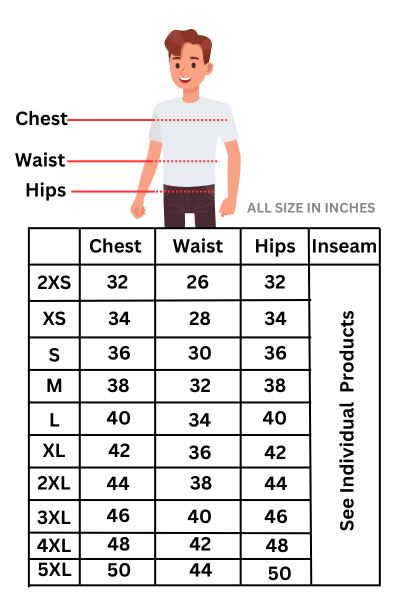 Chest
Waist
Hips
ALL SIZE IN INCHES
Chest Waist Hips Inseam
2XS 32 26 32
XS 34 28 34
S 36 30 36
M 38 32 38
L 40 34 40
XL 42 36 42
2XL 44 38 44
3XL 46 40 46
4XL 48 42 48
5XL 50 44 50
See Individual Products